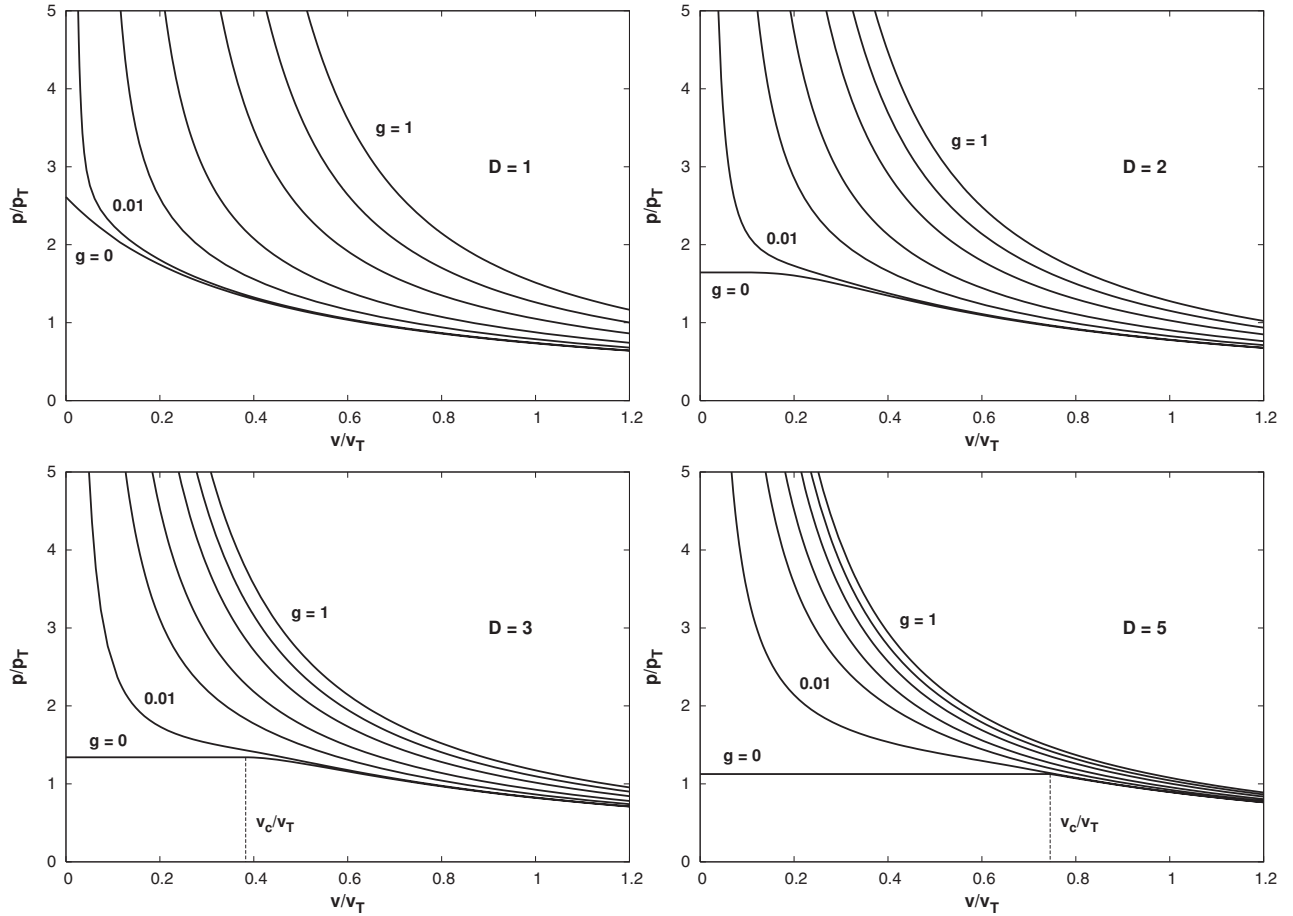 5
4
3
2
1
0
p/pT
g = 1
D = 1
0.01
g = 0
0 0.2 0.4 0.6 0.8 1 1.2
v/vT
5
4
3
2
1
0
p/pT
g = 1
D = 2
0.01
g = 0
0 0.2 0.4 0.6 0.8 1 1.2
v/vT
5
4
3
2
1
0
p/pT
g = 1
D = 3
0.01
g = 0
vc/vT
0 0.2 0.4 0.6 0.8 1 1.2
v/vT
5
4
3
2
1
0
p/pT
g = 1
D = 5
0.01
g = 0
vc/vT
0 0.2 0.4 0.6 0.8 1 1.2
v/vT